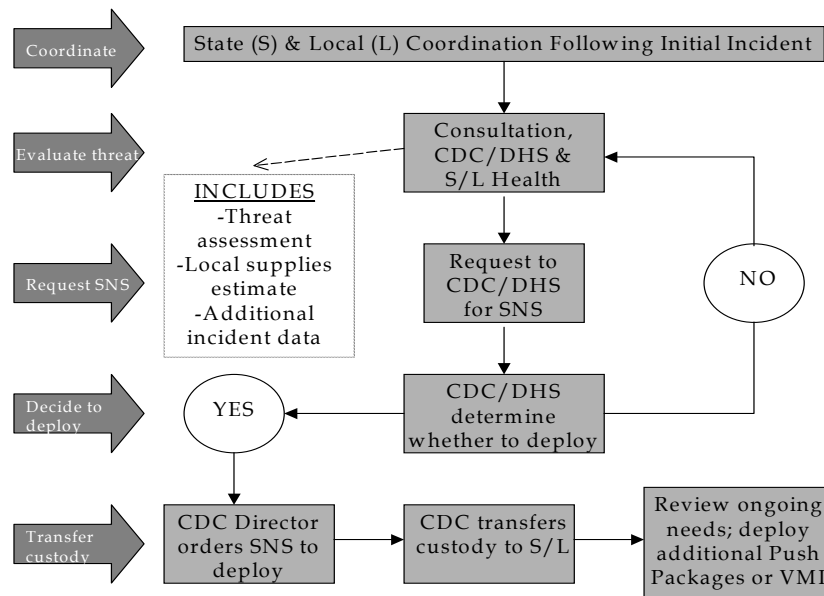 Coordinate
State (S) & Local (L) Coordination Following Initial Incident
Evaluate threat
Consultation,
CDC/DHS &
S/L Health
INCLUDES
-Threat
assessment
-Local supplies
estimate
-Additional
incident data
Request SNS
Request to
CDC/DHS
for SNS
NO
Decide to
deploy
YES
CDC/DHS
determine
whether to deploy
Transfer
custody
CDC Director
orders SNS to
deploy
CDC transfers
custody to S/L
Review ongoing
needs; deploy
additional Push
Packages or VMI